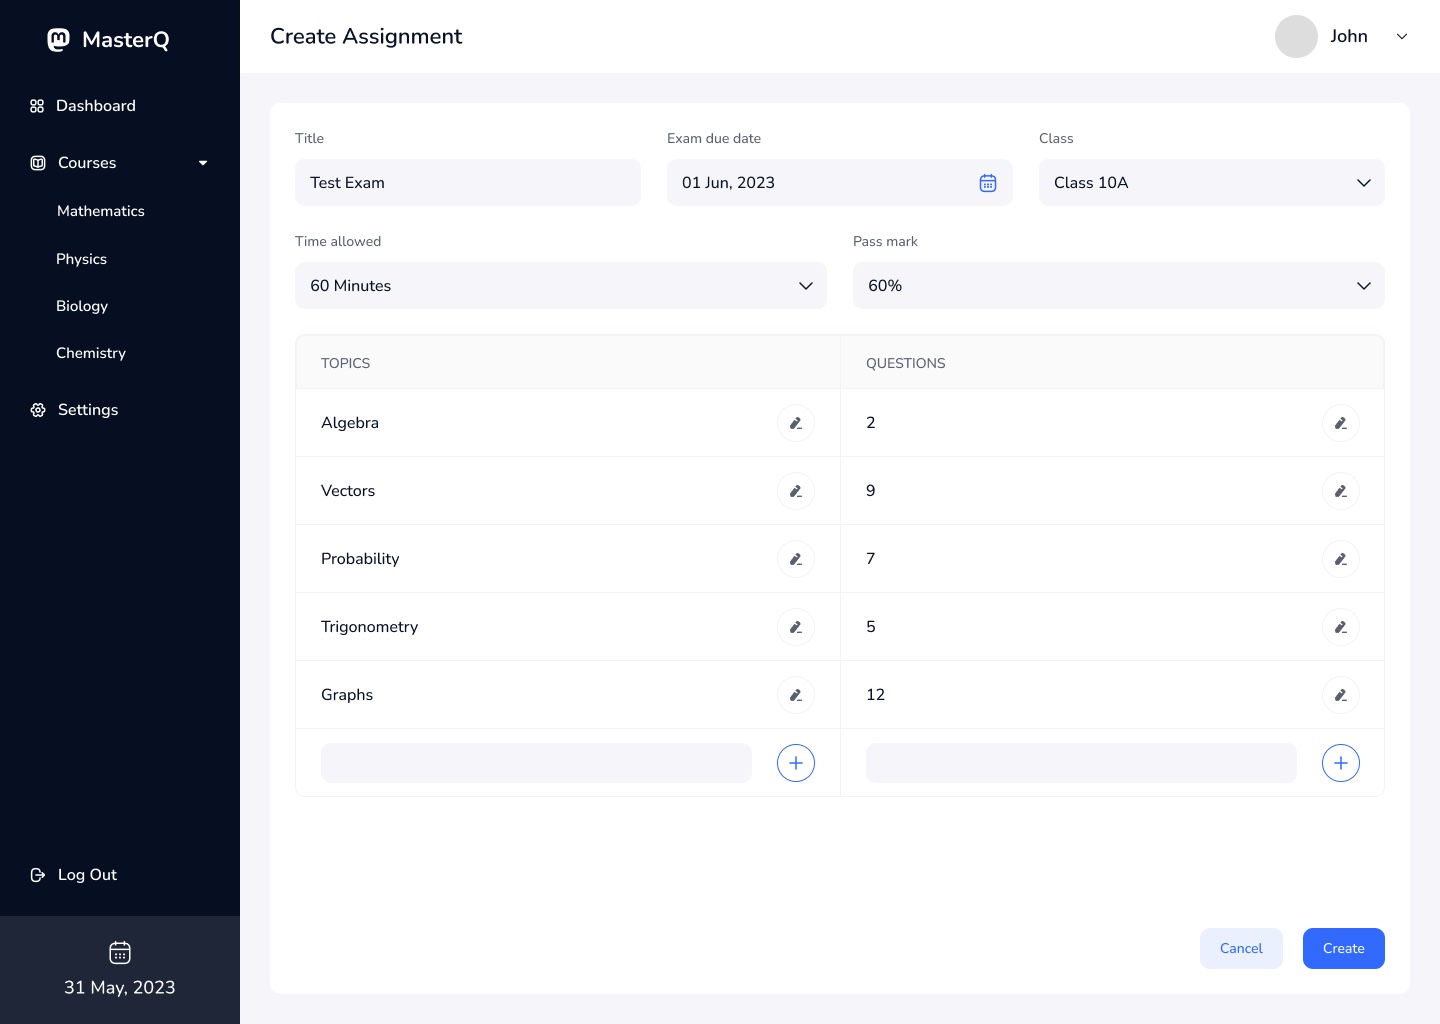 MasterQ
Create Assignment
John
Dashboard
Courses
Mathematics
Physics
Biology
Chemistry
Settings
Log Out
31 May, 2023
Title
Exam due date
Class
Test Exam
01 Jun, 2023
Class 10A
Time allowed
Pass mark
60 Minutes
60%
TOPICS
QUESTIONS
Algebra
2
Vectors
9
Probability
7
Trigonometry
5
Graphs
12
Cancel
Create